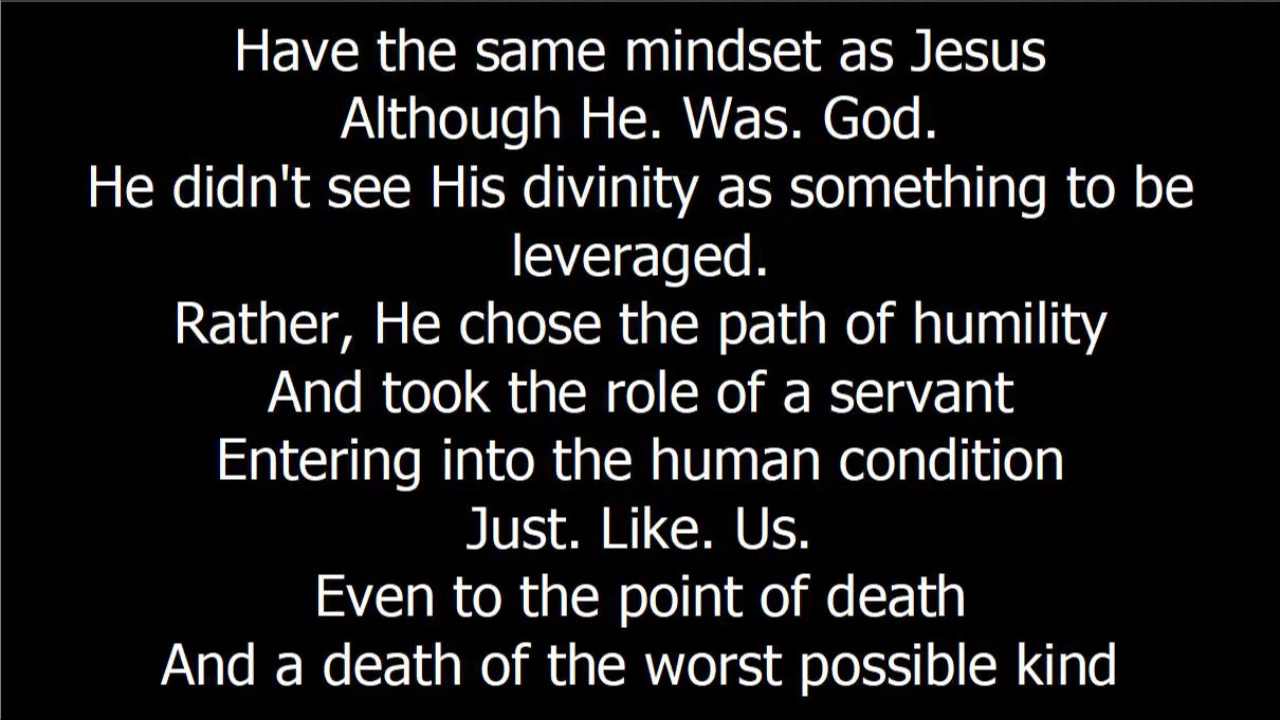 Have the same mindset as Jesus
Although He. Was. God.
He didn't see His divinity as something to be
leveraged.
Rather, He chose the path of humility
And took the role of a servant
Entering into the human condition
Just. Like. Us.
Even to the point of death
And a death of the worst possible kind